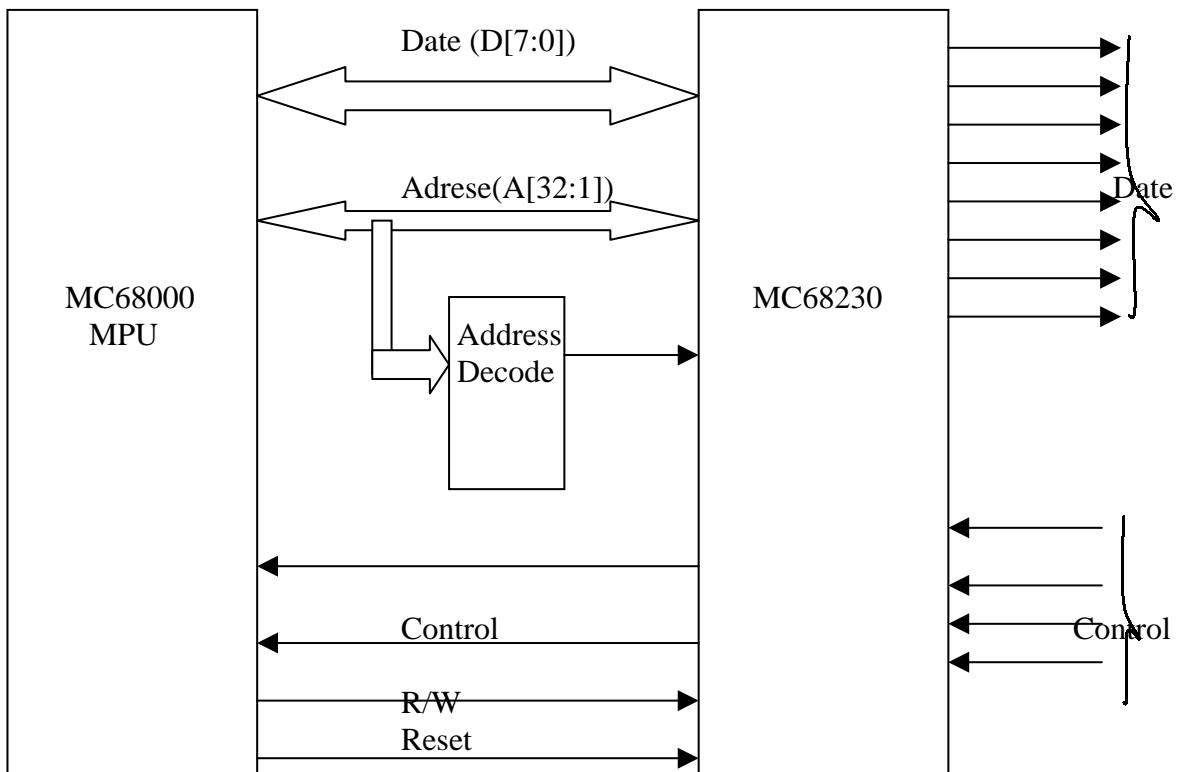 Date (D[7:0])
Adrese(A[32:1])
Date
MC68000
MPU
MC68230
Address
Decode
Control
Control
R/W
Reset